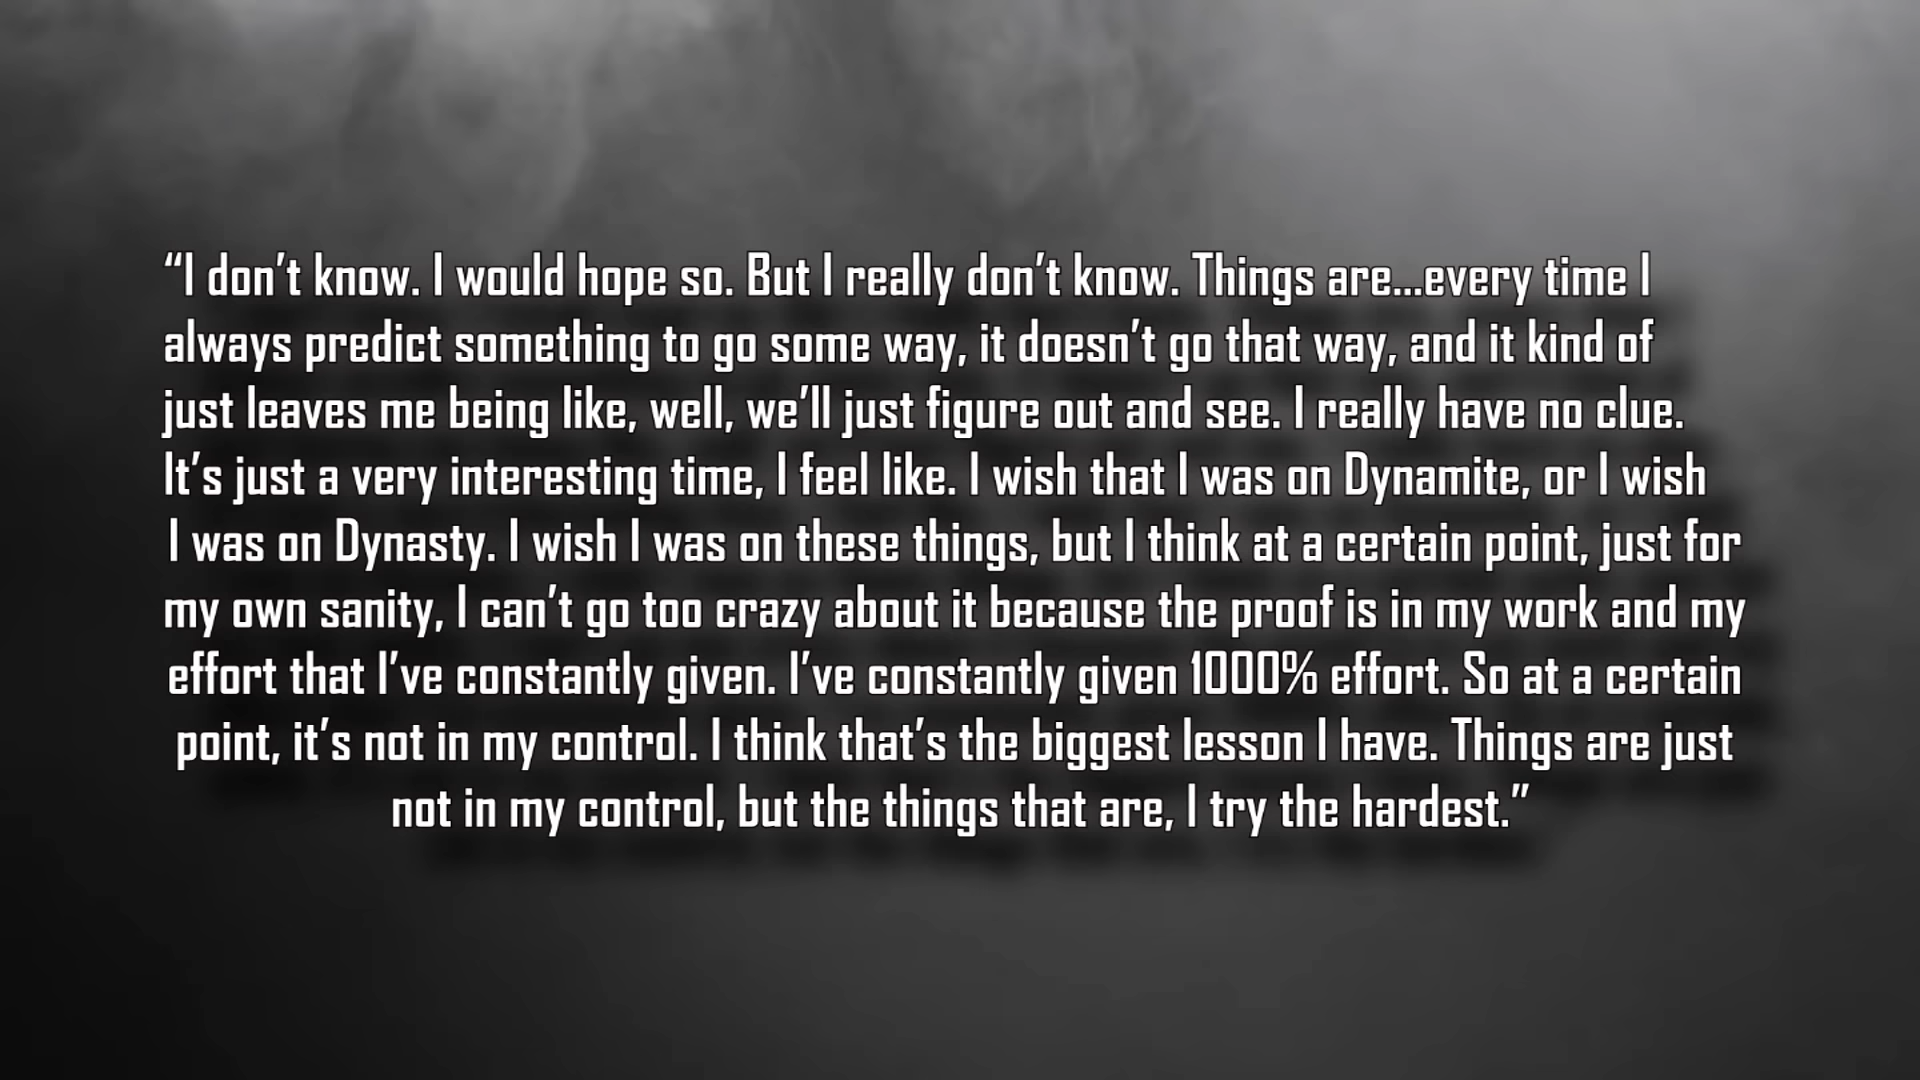 “I don’t know. I would hope so. But I really don’t know. Things are...every time I
always predict something to go some way, it doesn’t go that way, and it kind of
just leaves me being like, well, we’ll just figure out and see. I really have no clue.
It’s just a very interesting time, I feel like. I wish that I was on Dynamite, or I wish
I was on Dynasty. I wish I was on these things, but I think at a certain point, just for
my own sanity, I can’t go too crazy about it because the proof is in my work and my
effort that I’ve constantly given. I’ve constantly given 1000% effort. So at a certain
point, it’s not in my control. I think that’s the biggest lesson I have. Things are just
not in my control, but the things that are, I try the hardest.”